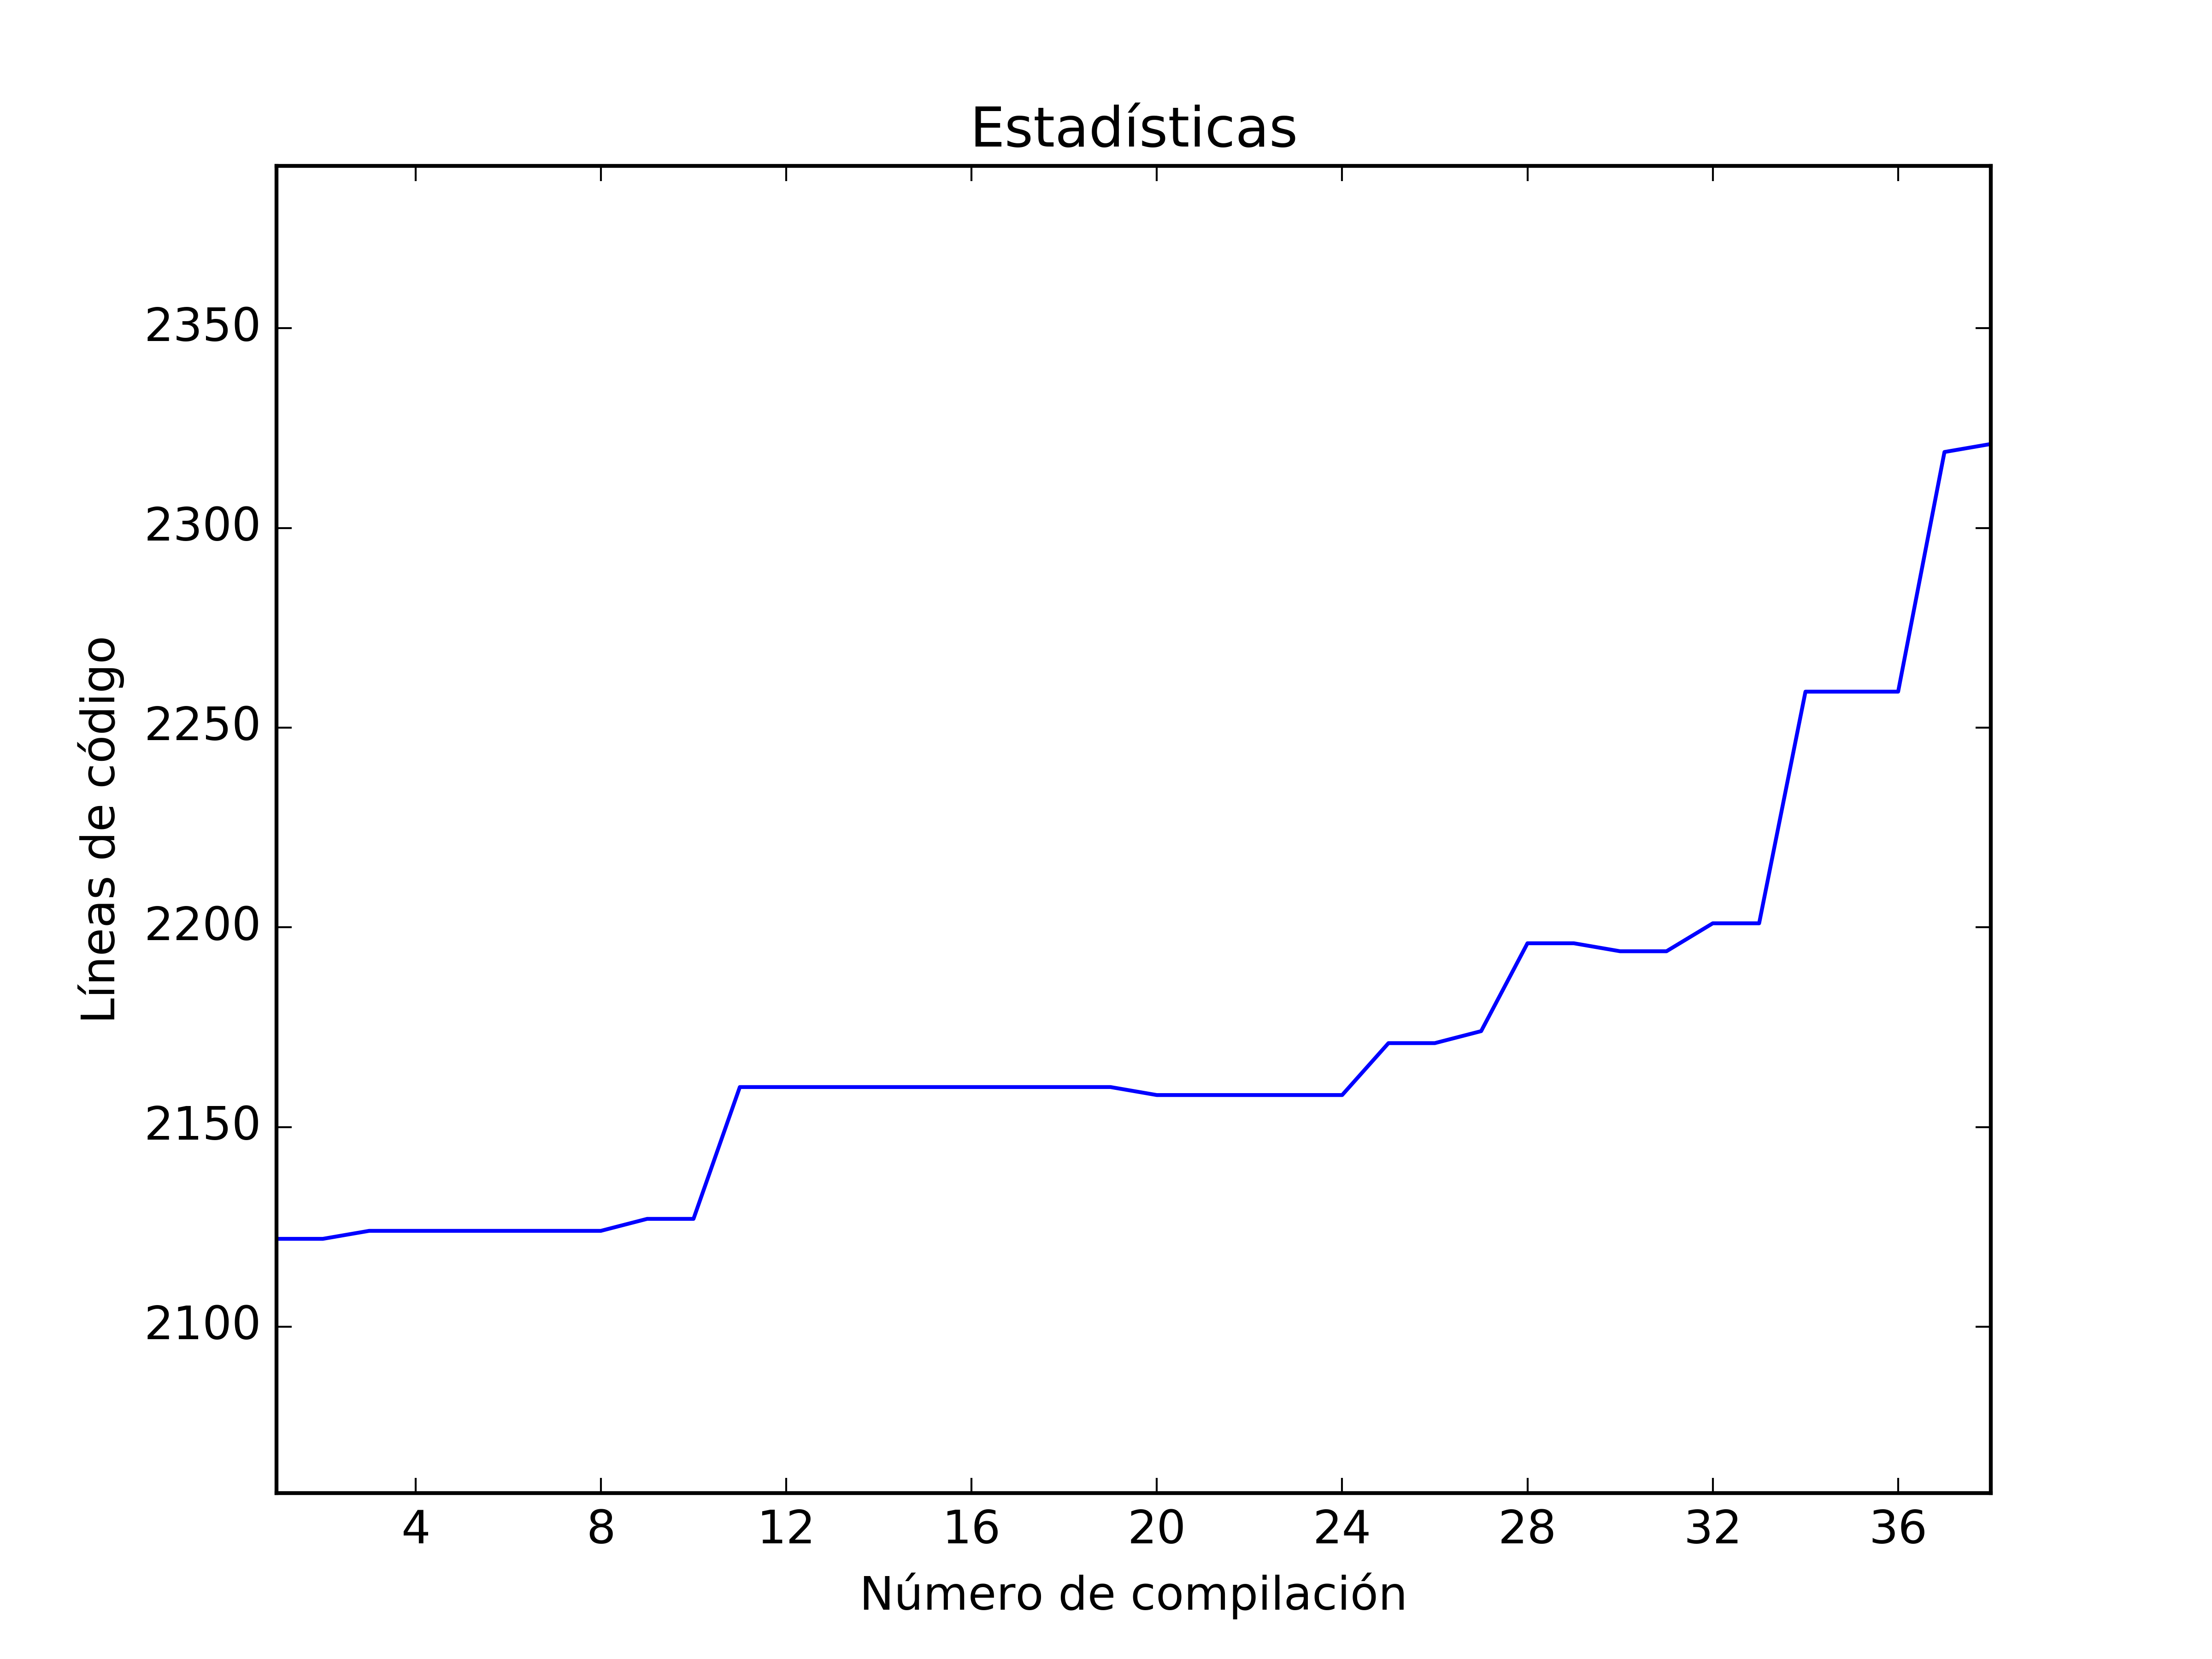 Estadísticas
Líneas de código
2350
2300
2250
2200
2150
2100
4 8 12 16 20 24 28 32 36
Número de compilación